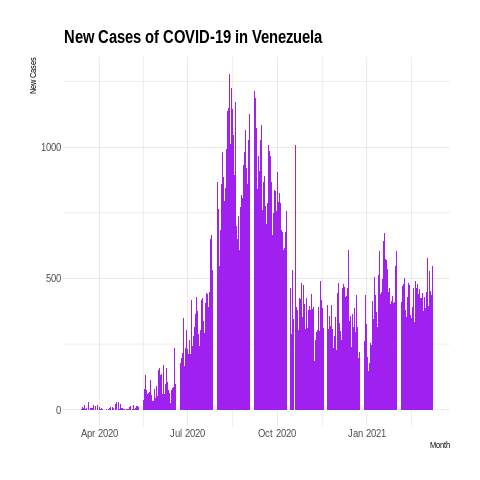 New Cases of COVID-19 in Venezuela
New Cases
1000
500
0
Apr 2020 Jul 2020 Oct 2020 Jan 2021
Month